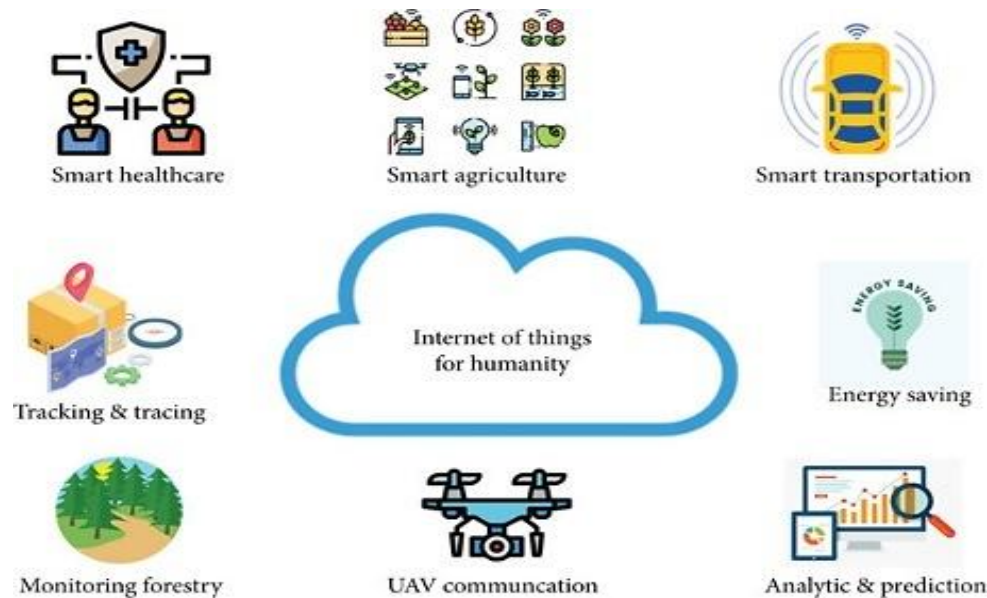 Smart healthcare
Smart agriculture
Smart transportation
Internet of things
for humanity
ENERGY SAVING
Tracking & tracing
Energy saving
Monitoring forestry
UAV communcation
Analytic & prediction